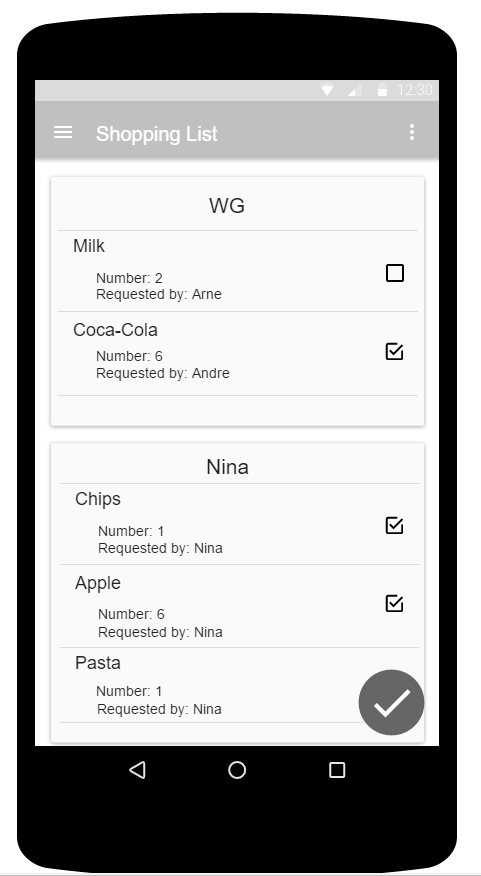 12:30
Shopping List
WG
Milk
Number: 2
Requested by: Arne
Coca-Cola
Number: 6
Requested by: Andre
Nina
Chips
Number: 1
Requested by: Nina
Apple
Number: 6
Requested by: Nina
Pasta
Number: 1
Requested by: Nina